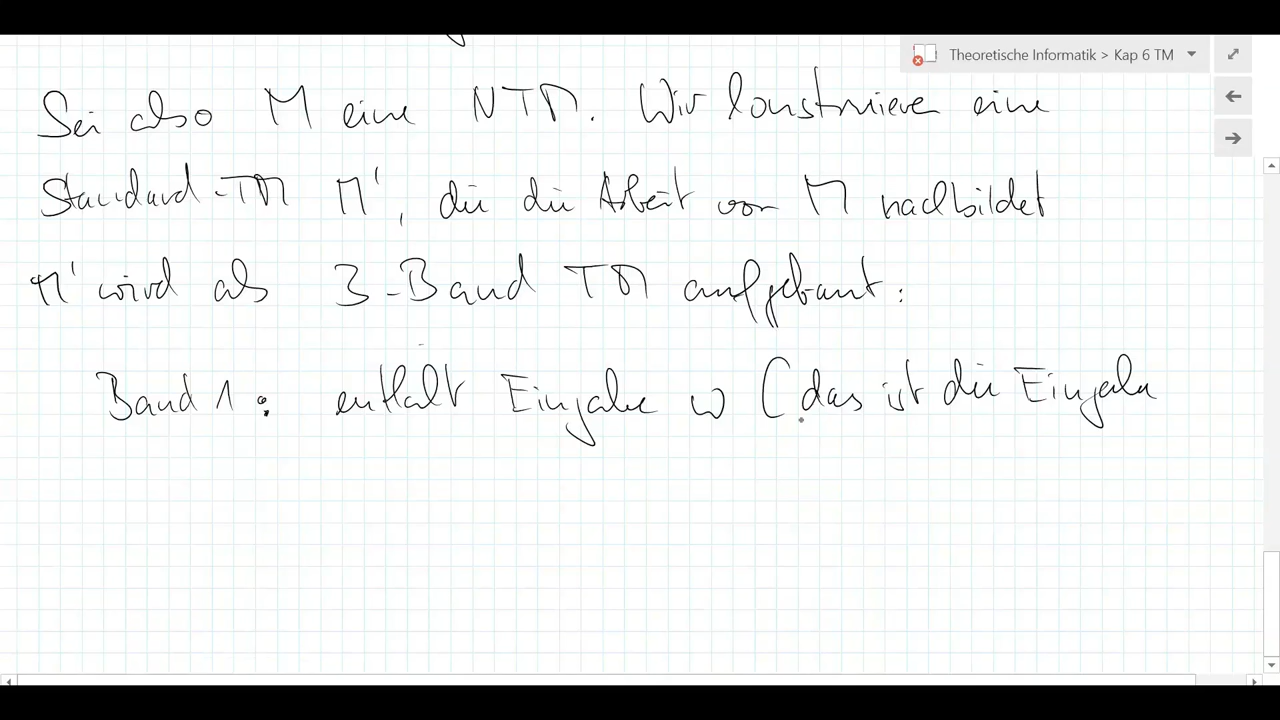 Theoretische Informatik > Kap 6 TM
Sei also M eine NTM. Wir konstruieren eine
Standard-TM M', die die Arbeit von M nachbildet
M' wird als 3-Band TM aufgebaut:
Band 1: enthält Eingabe w (das ist die Eingabe